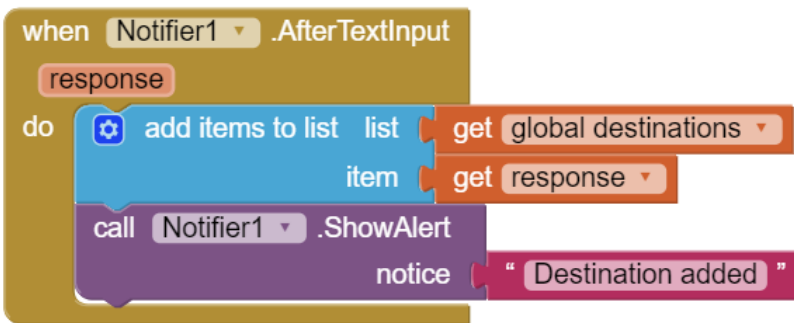 when Notifier1 .AfterTextInput
response
do add items to list list get global destinations
item get response
call Notifier1 .ShowAlert
notice “ Destination added ”